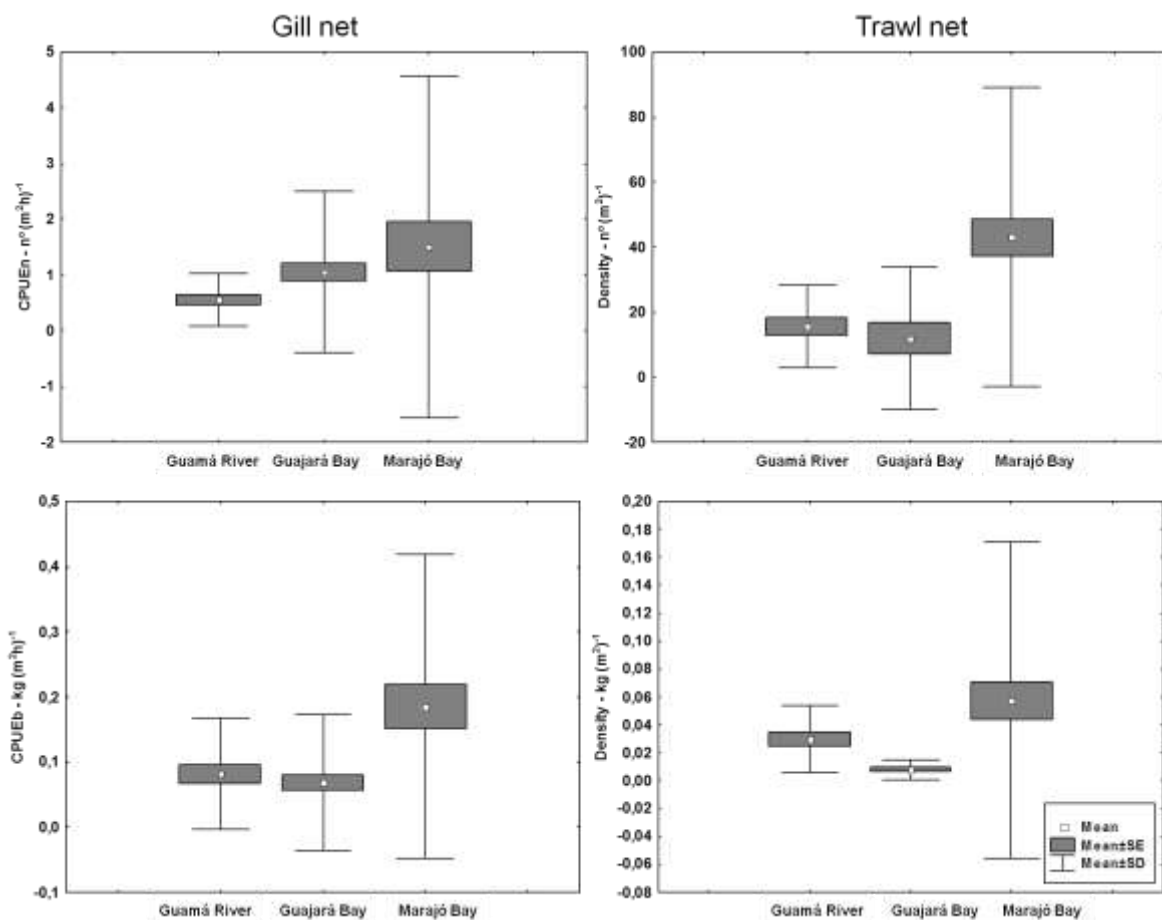 Gill net
Trawl net
5
4
3
2
1
0
-1
-2
CPUEn - nº (m²h)⁻¹
Guamá River
Guajará Bay
Marajó Bay
100
80
60
40
20
0
-20
Density - nº (m²)⁻¹
Guamá River
Guajará Bay
Marajó Bay
0,5
0,4
0,3
0,2
0,1
0,0
-0,1
CPUEb - kg (m²h)⁻¹
Guamá River
Guajará Bay
Marajó Bay
0,20
0,18
0,16
0,14
0,12
0,10
0,08
0,06
0,04
0,02
0,00
-0,02
-0,04
-0,06
-0,08
Density - kg (m²)⁻¹
Guamá River
Guajará Bay
Marajó Bay
Mean
Mean±SE
Mean±SD